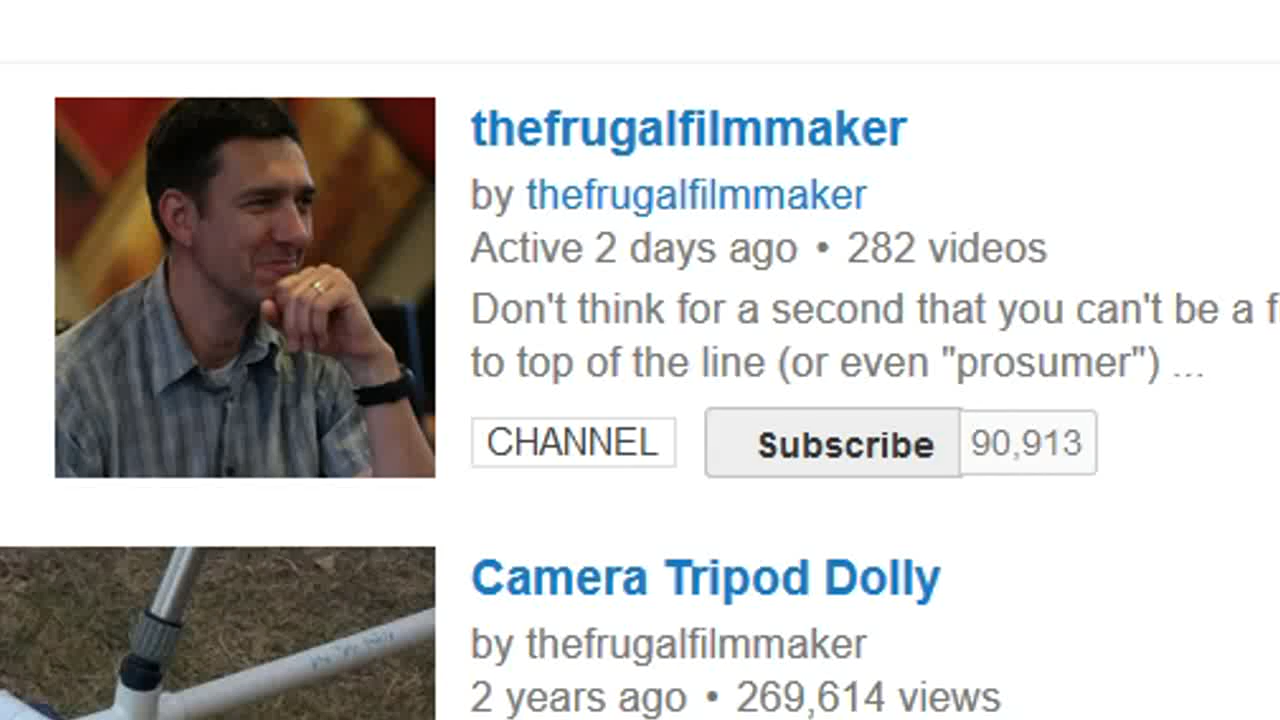 thefrugalfilmmaker
by thefrugalfilmmaker
Active 2 days ago • 282 videos
Don't think for a second that you can't be a f
to top of the line (or even "prosumer") ...
CHANNEL Subscribe 90,913
Camera Tripod Dolly
by thefrugalfilmmaker
2 years ago • 269,614 views